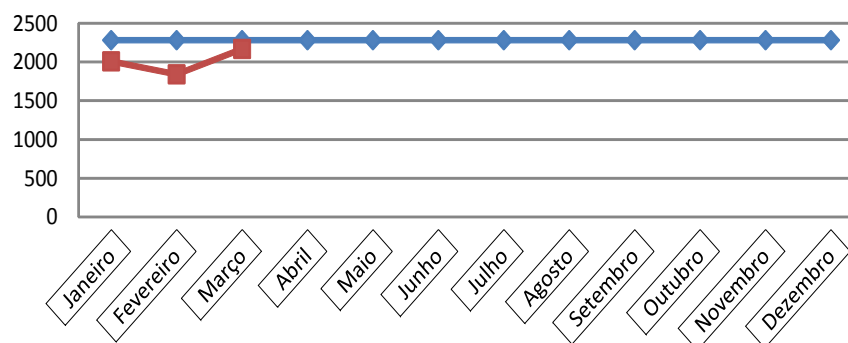 2500
2000
1500
1000
500
0
Janeiro
Fevereiro
Março
Abril
Maio
Junho
Julho
Agosto
Setembro
Outubro
Novembro
Dezembro